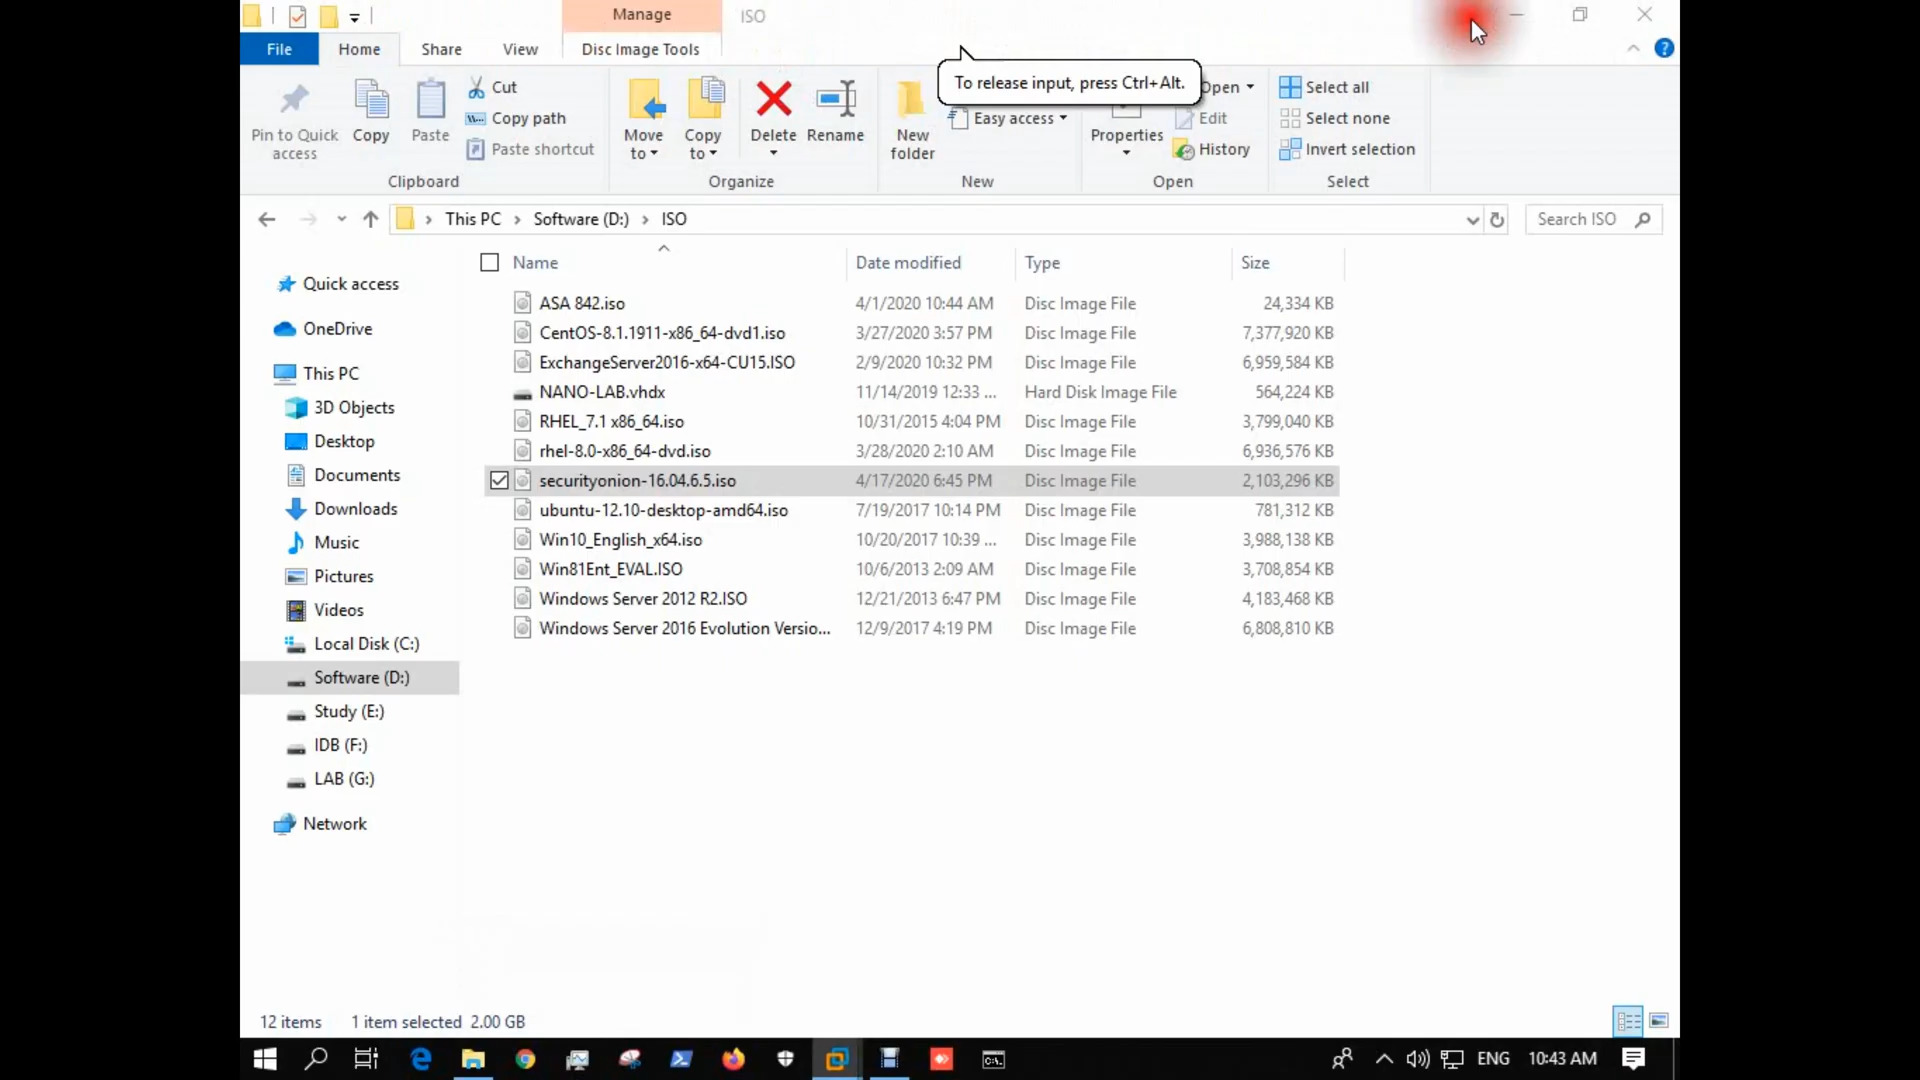 Manage
ISO
File
Home
Share
View
Disc Image Tools
To release input, press Ctrl+Alt.
Pin to Quick access
Copy
Paste
Cut
Copy path
Paste shortcut
Clipboard
Move to
Copy to
Delete
Rename
Organize
New folder
Easy access
New
Properties
Edit
History
Open
Select all
Select none
Invert selection
Select
This PC > Software (D:) > ISO
Search ISO
Quick access
OneDrive
This PC
3D Objects
Desktop
Documents
Downloads
Music
Pictures
Videos
Local Disk (C:)
Software (D:)
Study (E:)
IDB (F:)
LAB (G:)
Network
Name Date modified Type Size
ASA 842.iso 4/1/2020 10:44 AM Disc Image File 24,334 KB
CentOS-8.1.1911-x86_64-dvd1.iso 3/27/2020 3:57 PM Disc Image File 7,377,920 KB
ExchangeServer2016-x64-CU15.ISO 2/9/2020 10:32 PM Disc Image File 6,959,584 KB
NANO-LAB.vhdx 11/14/2019 12:33 ... Hard Disk Image File 564,224 KB
RHEL_7.1 x86_64.iso 10/31/2015 4:04 PM Disc Image File 3,799,040 KB
rhel-8.0-x86_64-dvd.iso 3/28/2020 2:10 AM Disc Image File 6,936,576 KB
securityonion-16.04.6.5.iso 4/17/2020 6:45 PM Disc Image File 2,103,296 KB
ubuntu-12.10-desktop-amd64.iso 7/19/2017 10:14 PM Disc Image File 781,312 KB
Win10_English_x64.iso 10/20/2017 10:39 ... Disc Image File 3,988,138 KB
Win81Ent_EVAL.ISO 10/6/2013 2:09 AM Disc Image File 3,708,854 KB
Windows Server 2012 R2.ISO 12/21/2013 6:47 PM Disc Image File 4,183,468 KB
Windows Server 2016 Evolution Versio... 12/9/2017 4:19 PM Disc Image File 6,808,810 KB
12 items 1 item selected 2.00 GB
ENG 10:43 AM